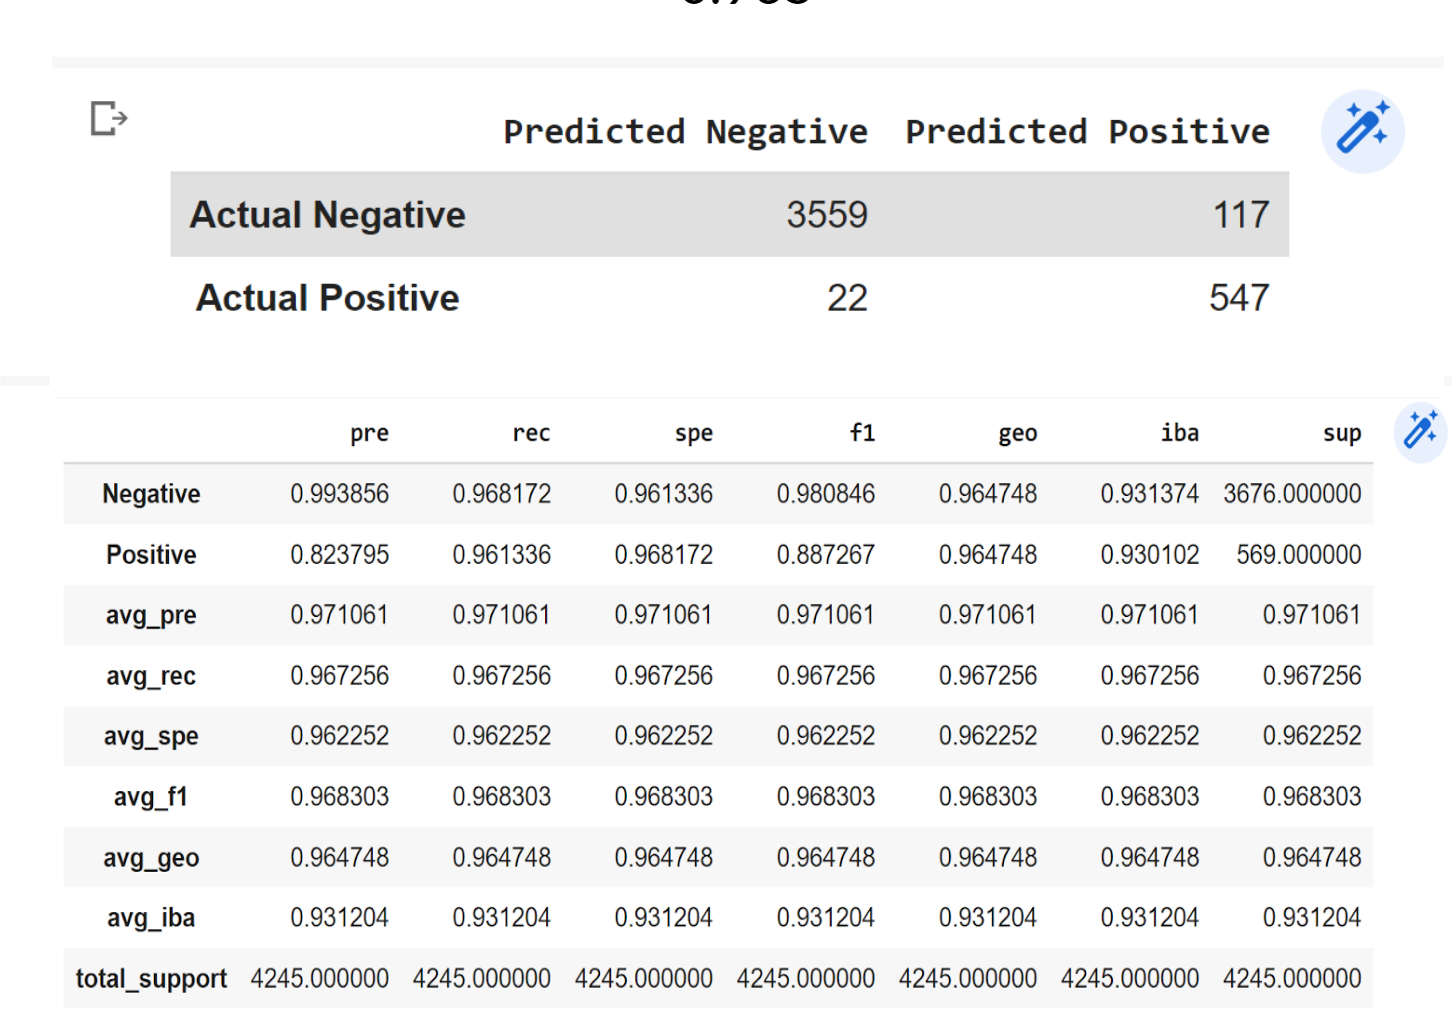 Predicted Negative Predicted Positive
Actual Negative 3559 117
Actual Positive 22 547
pre rec spe f1 geo iba sup
Negative 0.993856 0.968172 0.961336 0.980846 0.964748 0.931374 3676.000000
Positive 0.823795 0.961336 0.968172 0.887267 0.964748 0.930102 569.000000
avg_pre 0.971061 0.971061 0.971061 0.971061 0.971061 0.971061 0.971061
avg_rec 0.967256 0.967256 0.967256 0.967256 0.967256 0.967256 0.967256
avg_spe 0.962252 0.962252 0.962252 0.962252 0.962252 0.962252 0.962252
avg_f1 0.968303 0.968303 0.968303 0.968303 0.968303 0.968303 0.968303
avg_geo 0.964748 0.964748 0.964748 0.964748 0.964748 0.964748 0.964748
avg_iba 0.931204 0.931204 0.931204 0.931204 0.931204 0.931204 0.931204
total_support 4245.000000 4245.000000 4245.000000 4245.000000 4245.000000 4245.000000 4245.000000